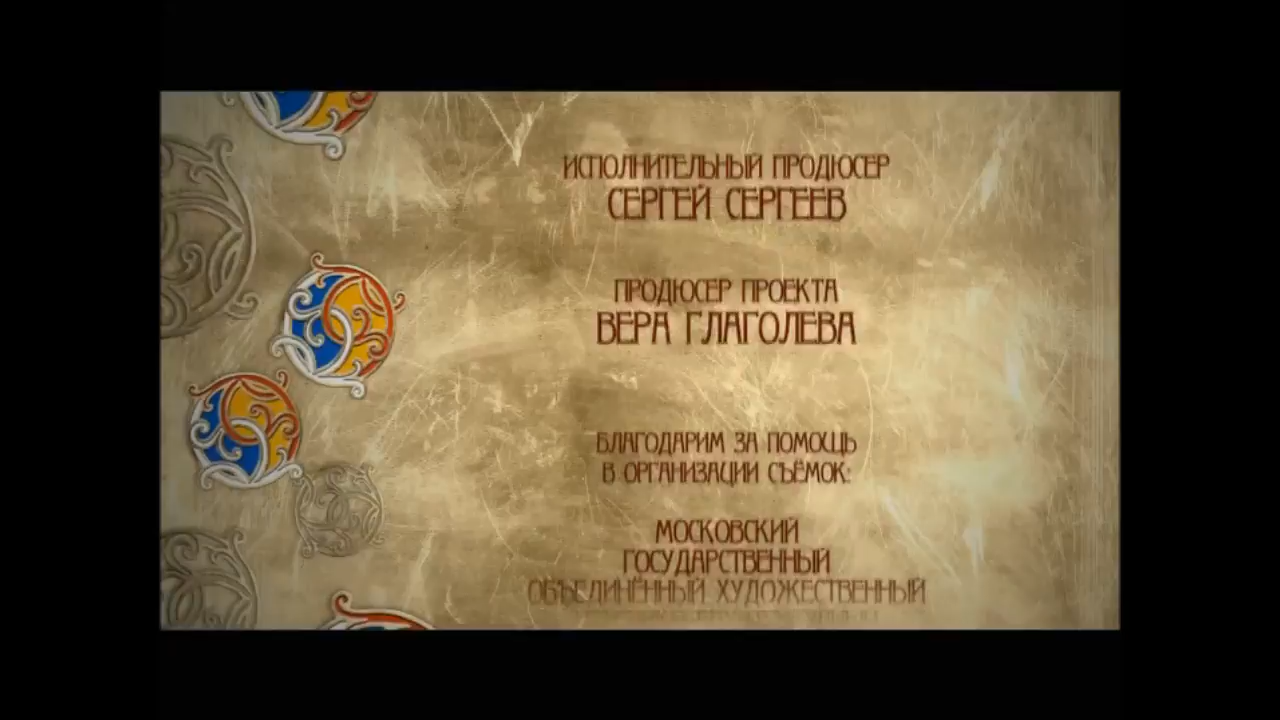 ИСПОЛНИТЕЛЬНЫЙ ПРОДЮСЕР
СЕРГЕЙ СЕРГЕЕВ
ПРОДЮСЕР ПРОЕКТА
ВЕРА ГЛАГОЛЕВА
БЛАГОДАРИМ ЗА ПОМОЩЬ
В ОРГАНИЗАЦИИ СЪЁМОК:
МОСКОВСКИЙ
ГОСУДАРСТВЕННЫЙ
ОБЪЕДИНЁННЫЙ ХУДОЖЕСТВЕННЫЙ